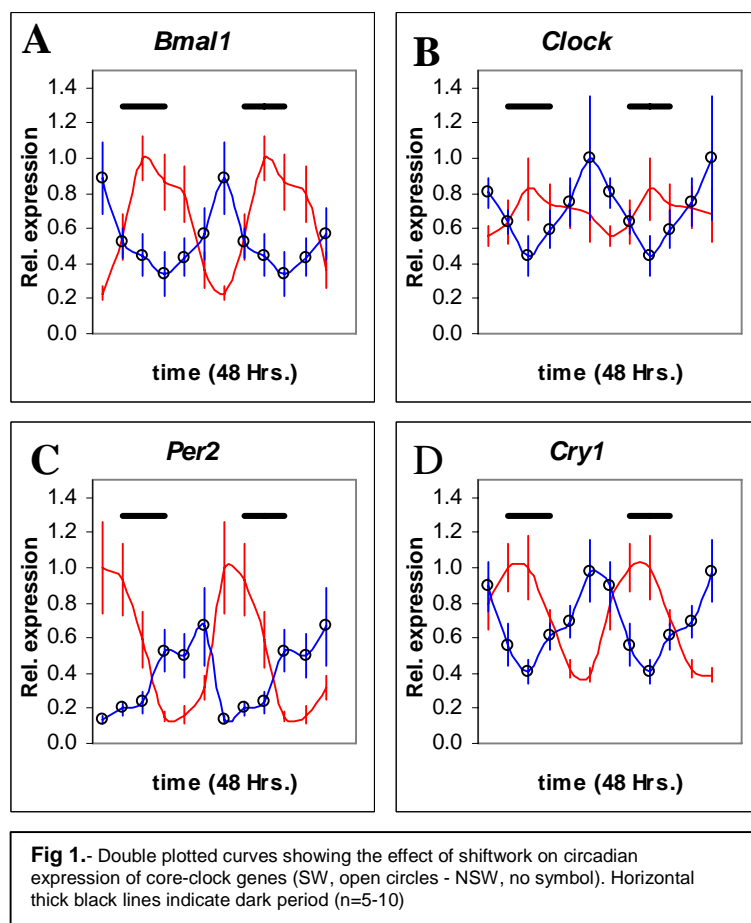 A Bmal1
Rel. expression
1.4
1.2
1.0
0.8
0.6
0.4
0.2
0.0
time (48 Hrs.)
B Clock
Rel. expression
1.4
1.2
1.0
0.8
0.6
0.4
0.2
0.0
time (48 Hrs.)
C Per2
Rel. expression
1.4
1.2
1.0
0.8
0.6
0.4
0.2
0.0
time (48 Hrs.)
D Cry1
Rel. expression
1.4
1.2
1.0
0.8
0.6
0.4
0.2
0.0
time (48 Hrs.)
Fig 1.- Double plotted curves showing the effect of shiftwork on circadian
expression of core-clock genes (SW, open circles - NSW, no symbol). Horizontal
thick black lines indicate dark period (n=5-10)